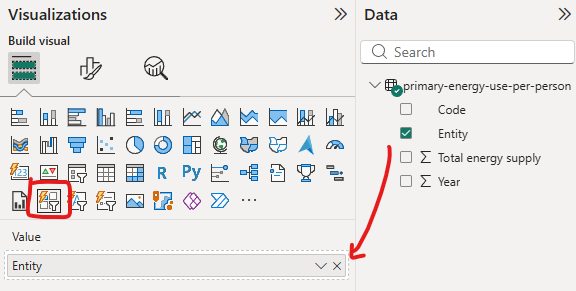 Visualizations
Data
Build visual
Search
primary-energy-use-per-person
Code
Entity
Total energy supply
Year
123
R
Py
Value
Entity